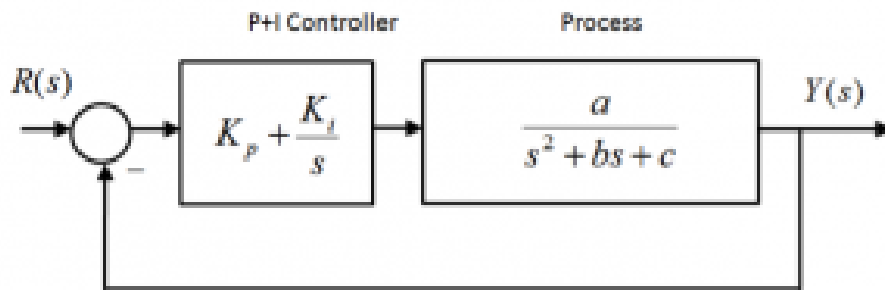 P+I Controller
Process
R(s)
K_p + K_i/s
a/(s^2 + bs + c)
Y(s)
−